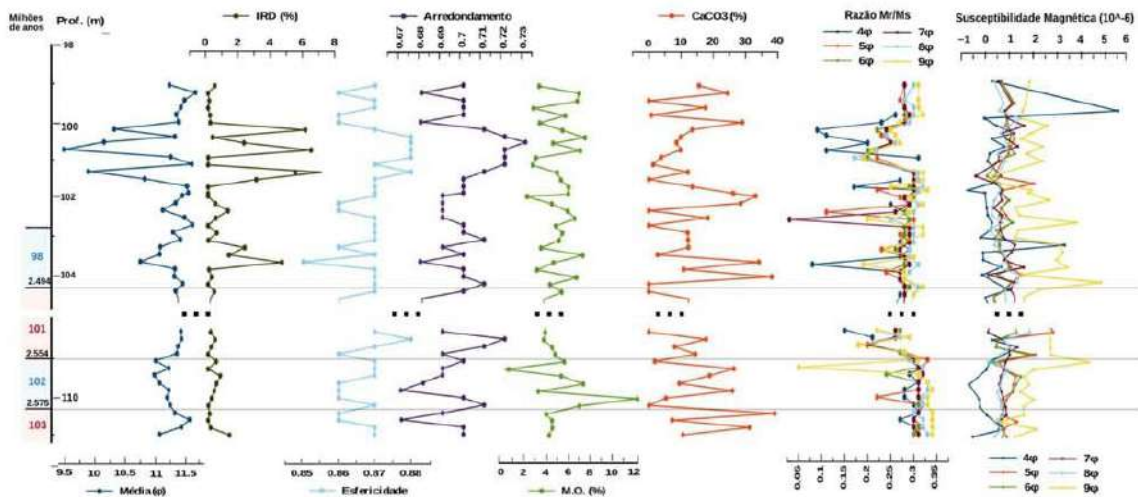 Milhões de anos
Prof. (m)
IRD (%)
0 2 4 6 8
Arredondamento
0.67 0.68 0.69 0.7 0.71 0.72 0.73
CaCO3 (%)
0 10 20 30 40
Razão Mr/Ms
4φ 7φ
5φ 8φ
6φ 9φ
Susceptibilidade Magnética (10^-6)
−1 0 1 2 3 4 5 6
98
100
102
104
98
2.494
101
2.554
102
2.575
103
110
9.5 10 10.5 11 11.5
Média(φ)
0.85 0.86 0.87 0.88
Esfericidade
0 2 4 6 8 10 12
M.O. (%)
0.05 0.1 0.15 0.2 0.25 0.3 0.35
4φ 7φ
5φ 8φ
6φ 9φ